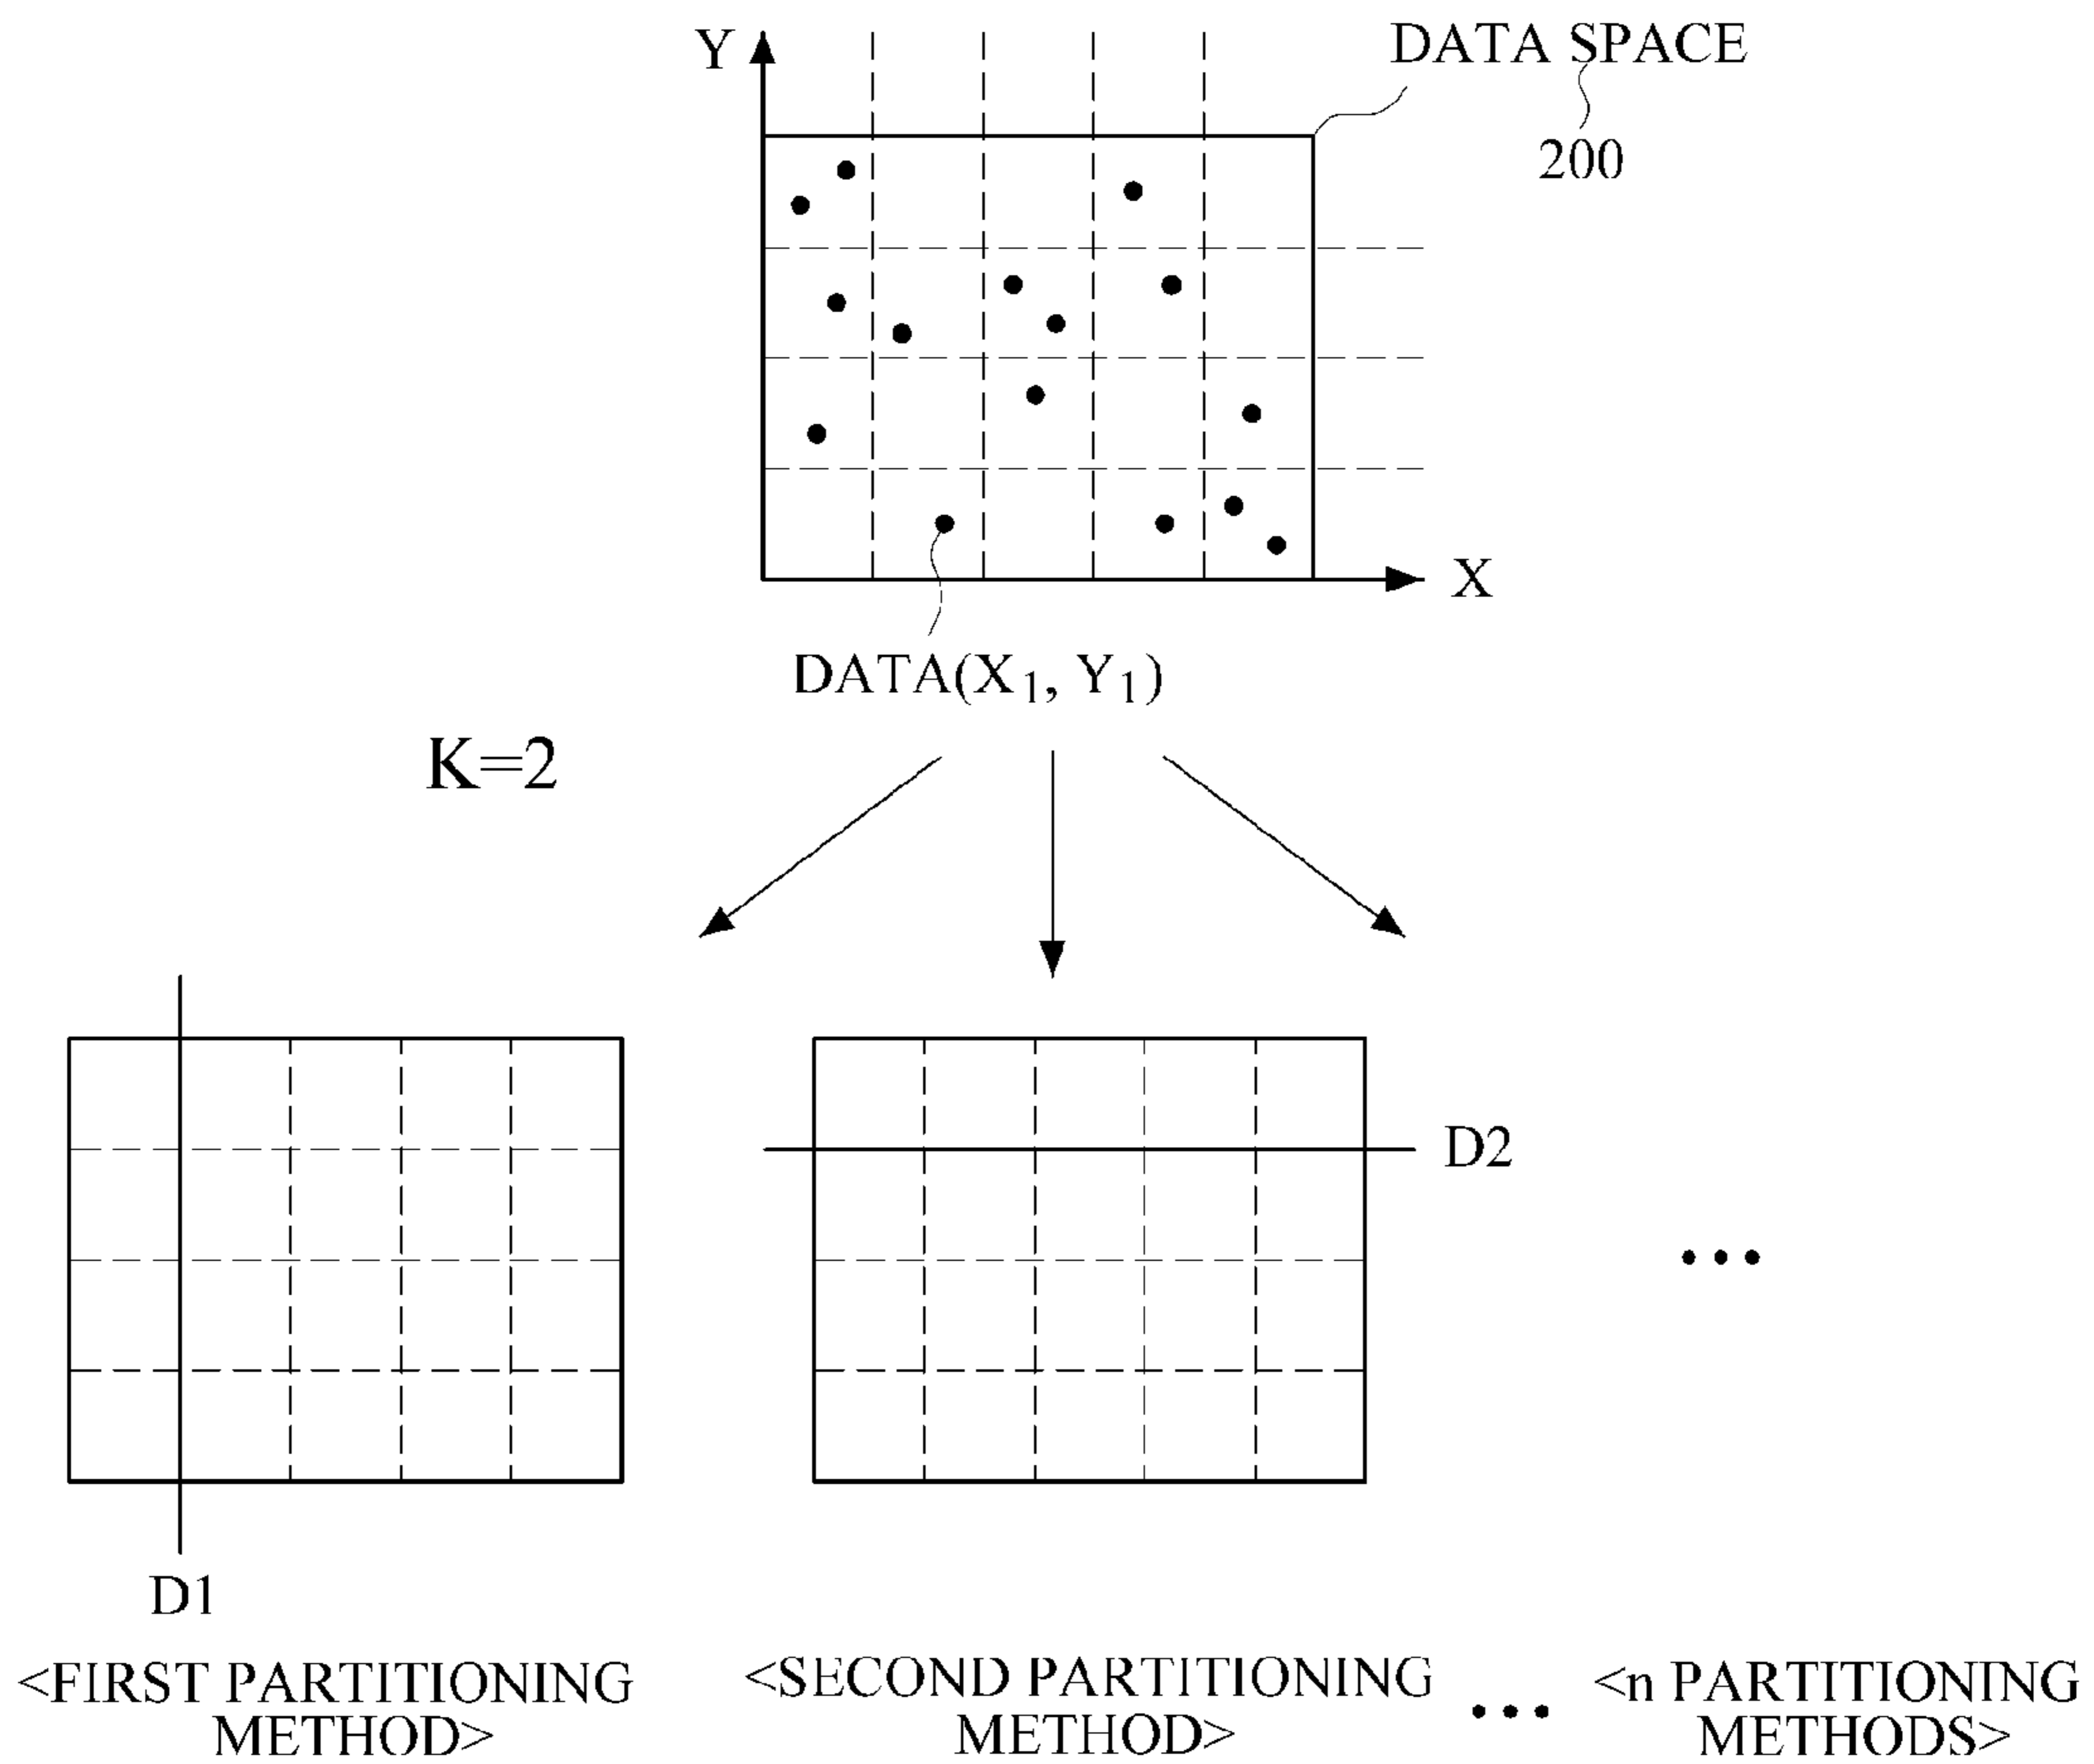 Y
DATA SPACE
200
X
DATA(X₁, Y₁)
K=2
D2
D1
<FIRST PARTITIONING
METHOD>
<SECOND PARTITIONING
METHOD>
...
<n PARTITIONING
METHODS>